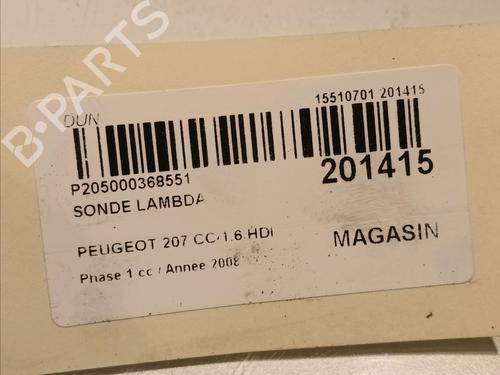 DUN
15510701 201415
P205000368551
201415
SONDE LAMBDA
PEUGEOT 207 CC 1.6 HDI
MAGASIN
Phase 1 cc / Année 2008
B-PARTS